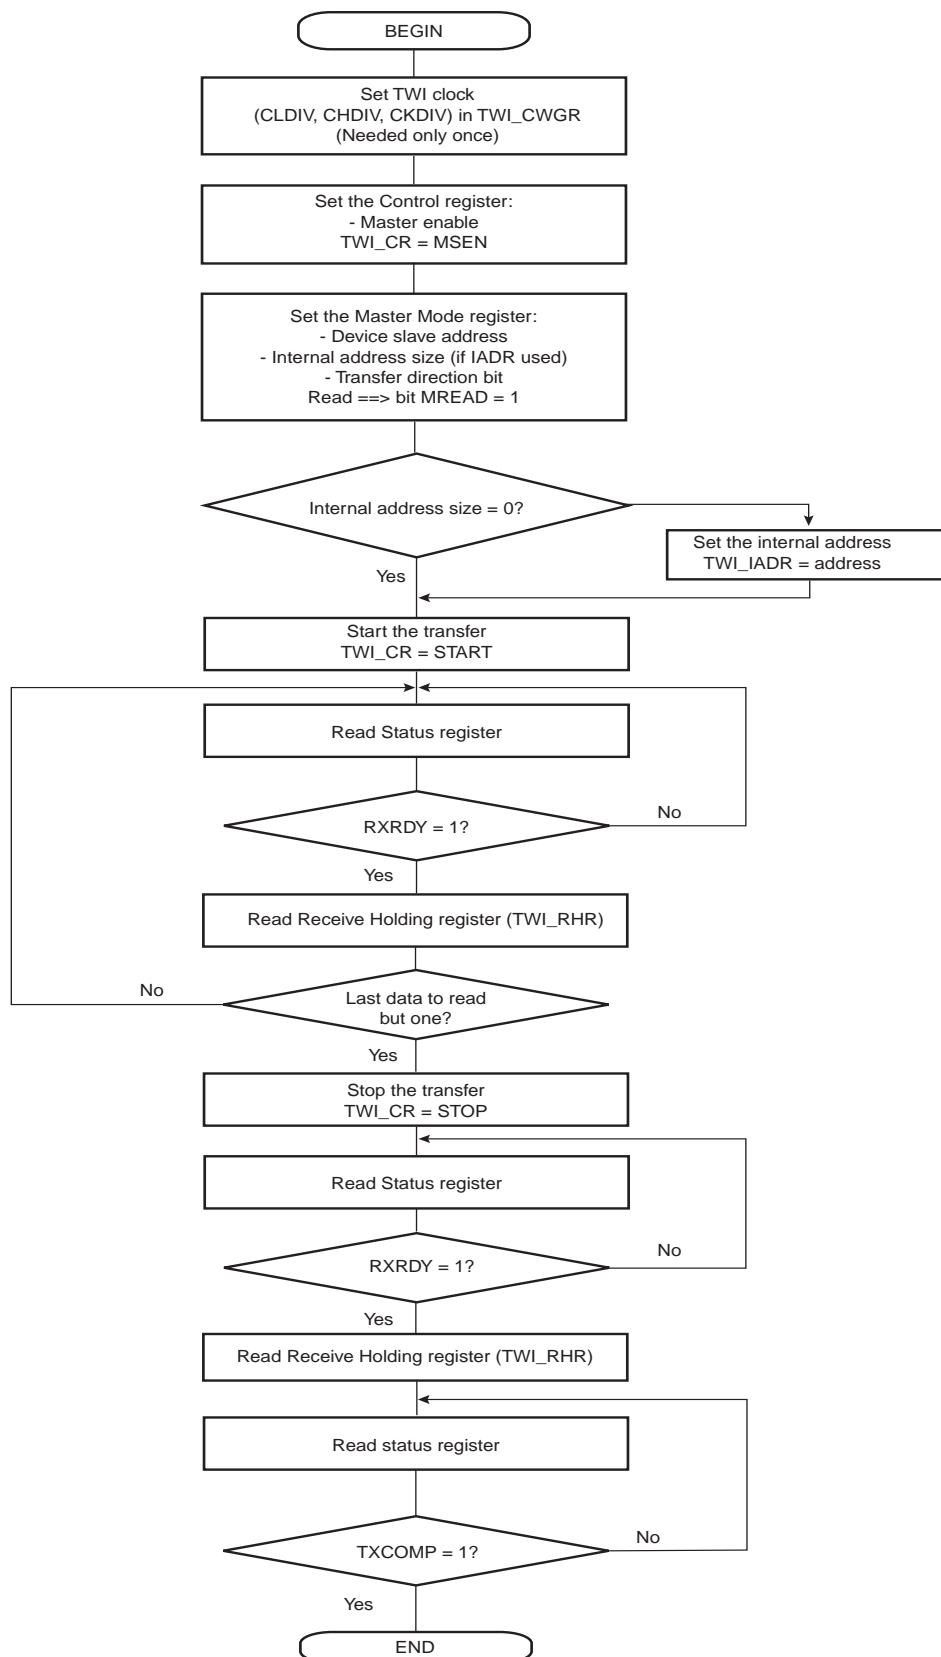 BEGIN
Set TWI clock
(CLDIV, CHDIV, CKDIV) in TWI_CWGR
(Needed only once)
Set the Control register:
- Master enable
TWI_CR = MSEN
Set the Master Mode register:
- Device slave address
- Internal address size (if IADR used)
- Transfer direction bit
Read ==> bit MREAD = 1
Internal address size = 0?
Set the internal address
TWI_IADR = address
Yes
Start the transfer
TWI_CR = START
Read Status register
RXRDY = 1?
No
Yes
Read Receive Holding register (TWI_RHR)
Last data to read
but one?
No
Yes
Stop the transfer
TWI_CR = STOP
Read Status register
RXRDY = 1?
No
Yes
Read Receive Holding register (TWI_RHR)
Read status register
TXCOMP = 1?
No
Yes
END